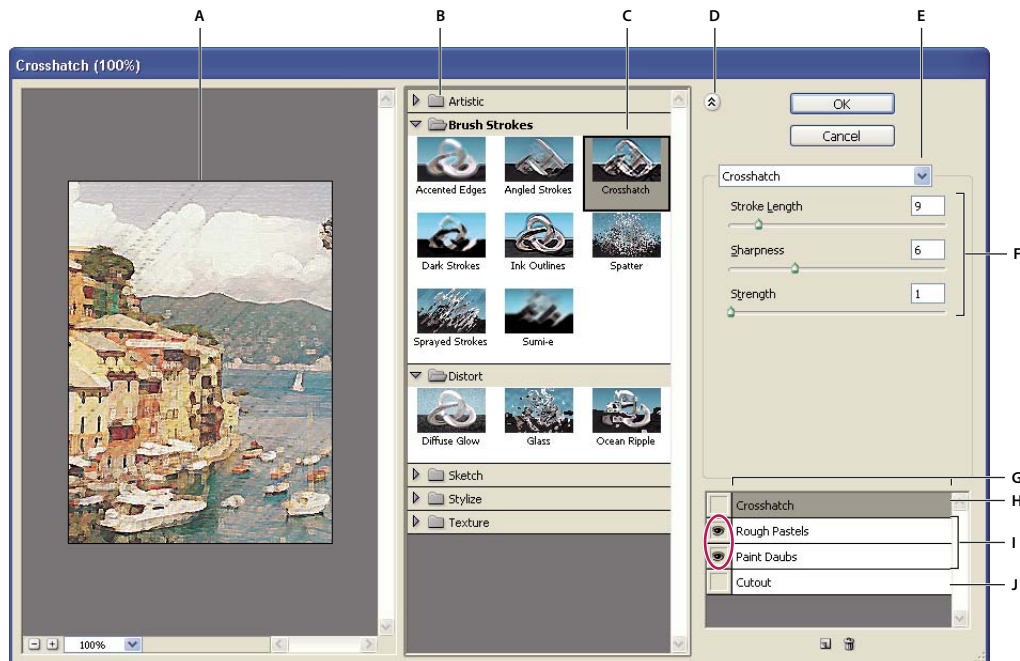 A B C D E
Crosshatch (100%)
Artistic
Brush Strokes
Accented Edges Angled Strokes Crosshatch
Dark Strokes Ink Outlines Spatter
Sprayed Strokes Sumi-e
Distort
Diffuse Glow Glass Ocean Ripple
Sketch
Stylize
Texture
100%
OK
Cancel
Crosshatch
Stroke Length 9
Sharpness 6
Strength 1
F
G
Crosshatch H
Rough Pastels
I
Paint Daubs
Cutout J